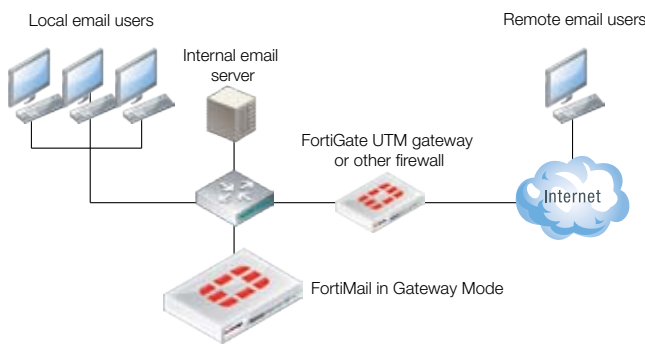 Local email users
Remote email users
Internal email
server
FortiGate UTM gateway
or other firewall
Internet
FortiMail in Gateway Mode